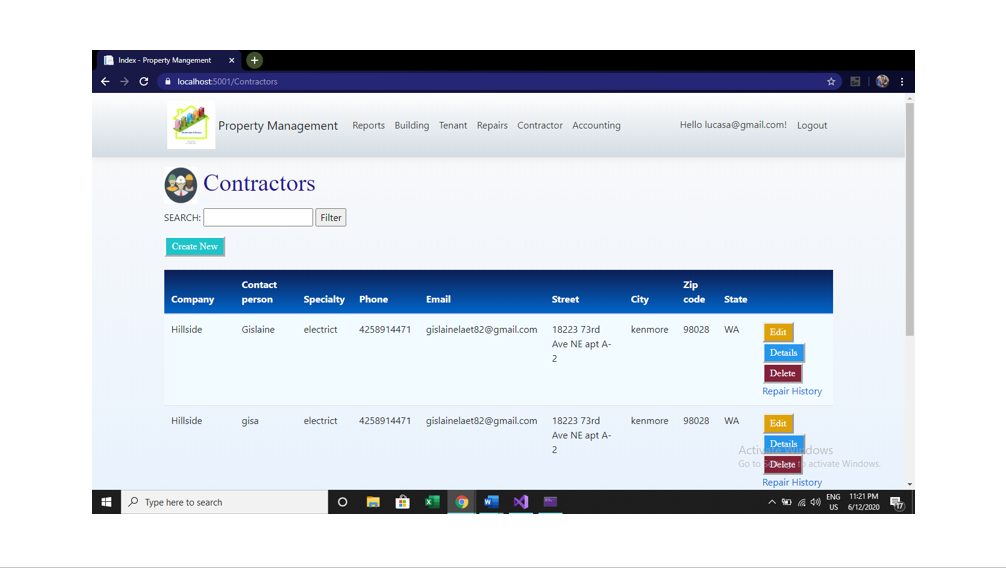 Index - Property Mangement
localhost:5001/Contractors
Property Management Reports Building Tenant Repairs Contractor Accounting Hello lucasa@gmail.com! Logout
Contractors
SEARCH: Filter
Create New
Company Contact person Specialty Phone Email Street City Zip code State
Hillside Gislaine electrict 4258914471 gislainelaet82@gmail.com 18223 73rd Ave NE apt A-2 kenmore 98028 WA
Edit
Details
Delete
Repair History
Hillside gisa electrict 4258914471 gislainelaet82@gmail.com 18223 73rd Ave NE apt A-2 kenmore 98028 WA
Edit
Details
Delete
Repair History
Activate Windows
Go to activate Windows.
Type here to search
ENG
US
11:21 PM
6/12/2020
17